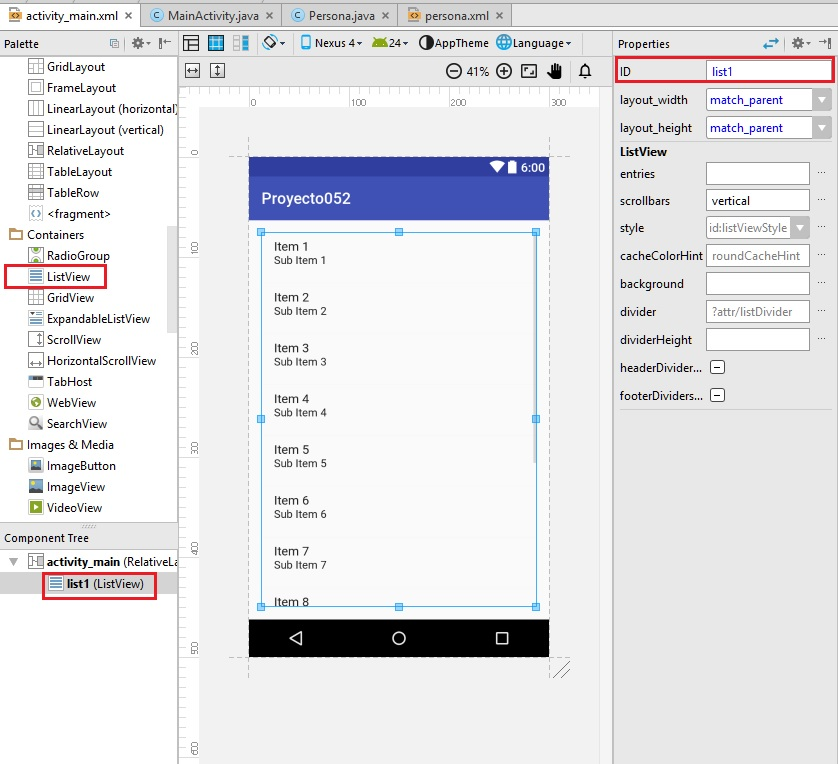 activity_main.xml MainActivity.java Persona.java persona.xml
Palette
GridLayout
FrameLayout
LinearLayout (horizontal)
LinearLayout (vertical)
RelativeLayout
TableLayout
TableRow
<fragment>
Containers
RadioGroup
ListView
GridView
ExpandableListView
ScrollView
HorizontalScrollView
TabHost
WebView
SearchView
Images & Media
ImageButton
ImageView
VideoView
Component Tree
activity_main (RelativeLa
list1 (ListView)
Nexus 4 24 AppTheme Language
41%
0 100 200 300
0
100
200
300
400
500
600
6:00
Proyecto052
Item 1
Sub Item 1
Item 2
Sub Item 2
Item 3
Sub Item 3
Item 4
Sub Item 4
Item 5
Sub Item 5
Item 6
Sub Item 6
Item 7
Sub Item 7
Item 8
Properties
ID list1
layout_width match_parent
layout_height match_parent
ListView
entries
scrollbars vertical
style id:listViewStyle
cacheColorHint roundCacheHint
background
divider ?attr/listDivider
dividerHeight
headerDivider...
footerDividers...